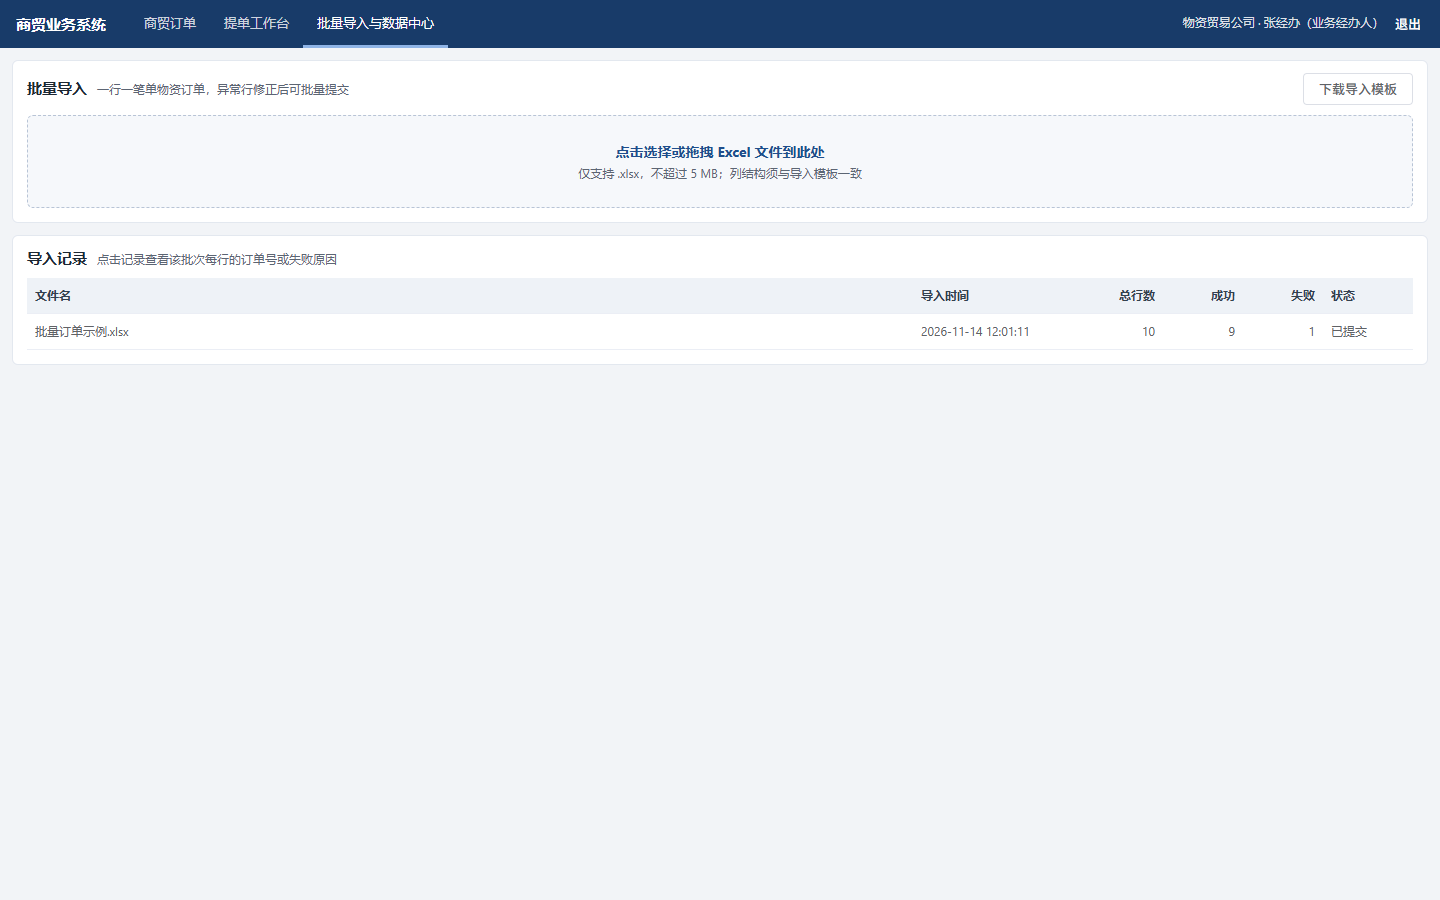 商贸业务系统 商贸订单 提单工作台 批量导入与数据中心 物资贸易公司 · 张经办（业务经办人） 退出
批量导入 一行一笔单物资订单，异常行修正后可批量提交 下载导入模板
点击选择或拖拽 Excel 文件到此处
仅支持 .xlsx，不超过 5 MB；列结构须与导入模板一致
导入记录 点击记录查看该批次每行的订单号或失败原因
文件名 导入时间 总行数 成功 失败 状态
批量订单示例.xlsx 2026-11-14 12:01:11 10 9 1 已提交